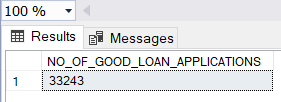 100 %
Results Messages
NO_OF_GOOD_LOAN_APPLICATIONS
1 33243